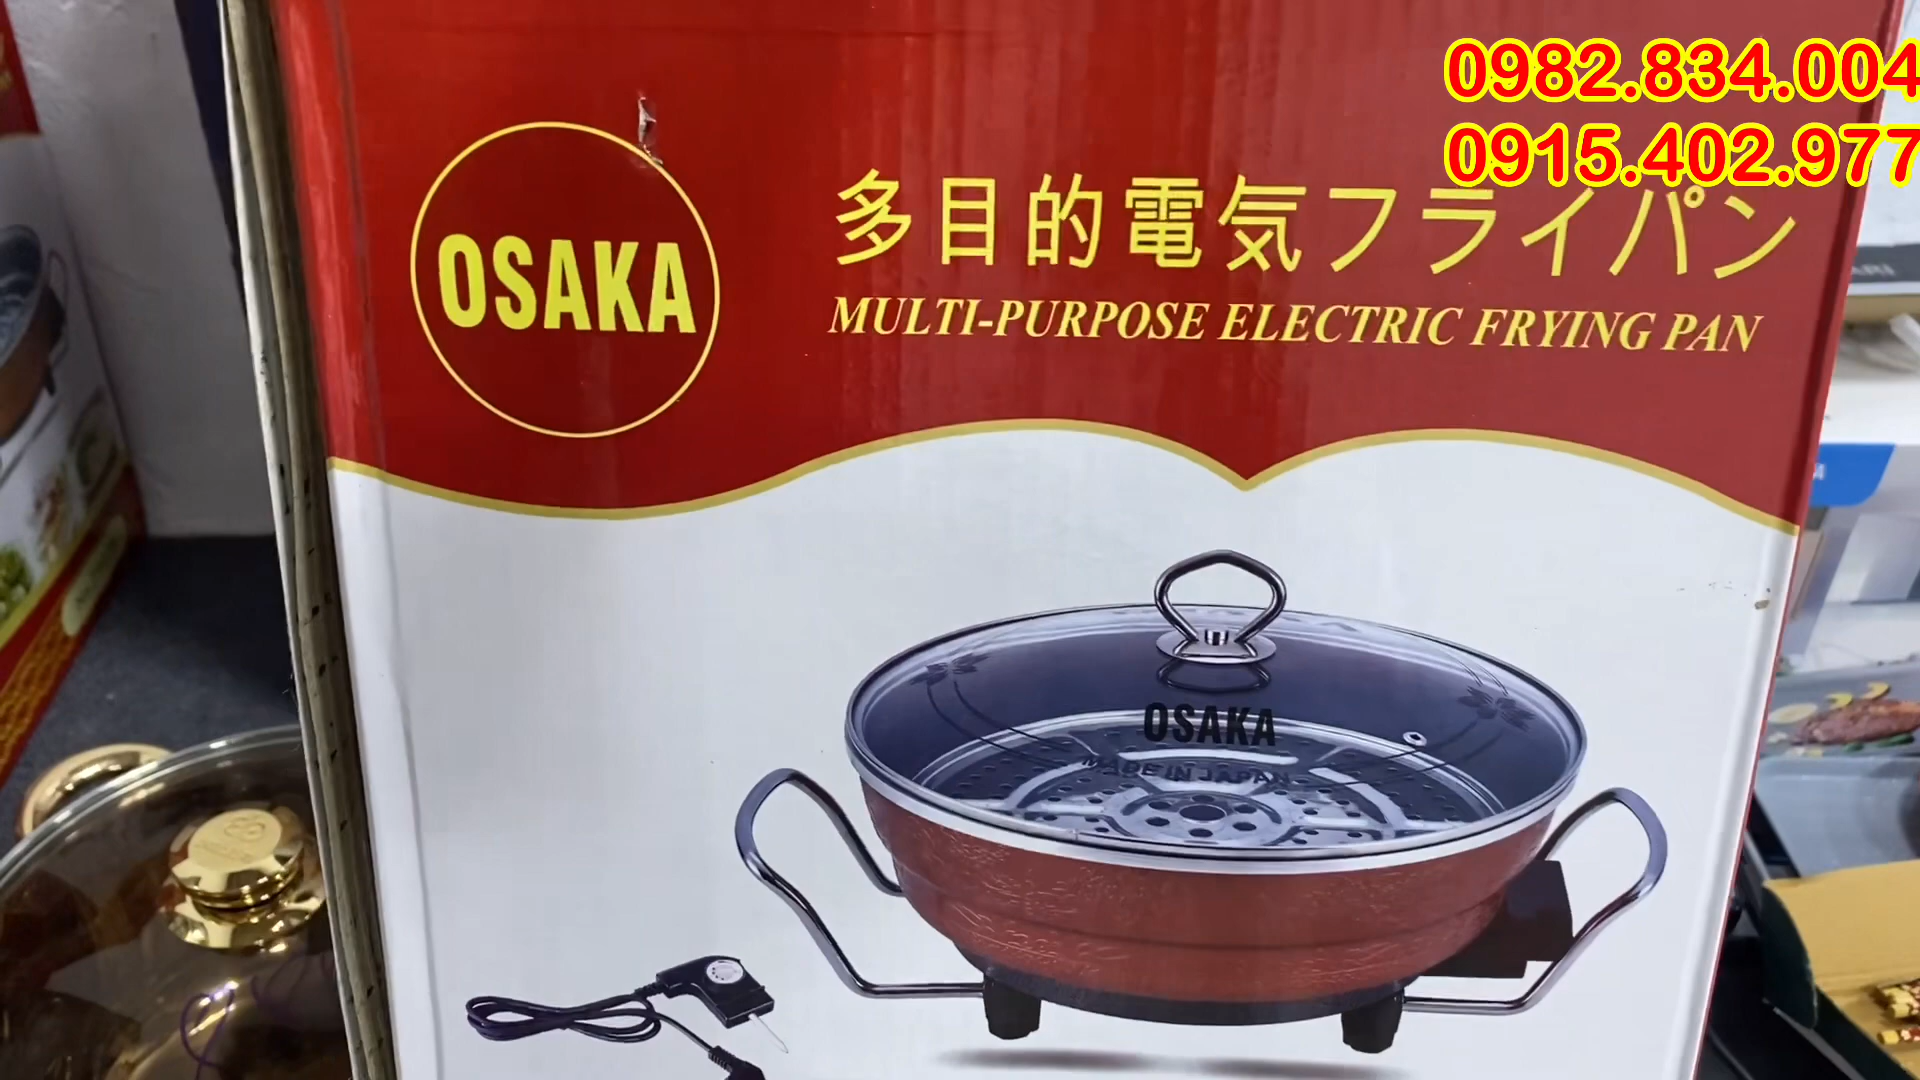 0982.834.004
0915.402.977
OSAKA
多目的電気フライパン
MULTI-PURPOSE ELECTRIC FRYING PAN
OSAKA
MADE IN JAPAN